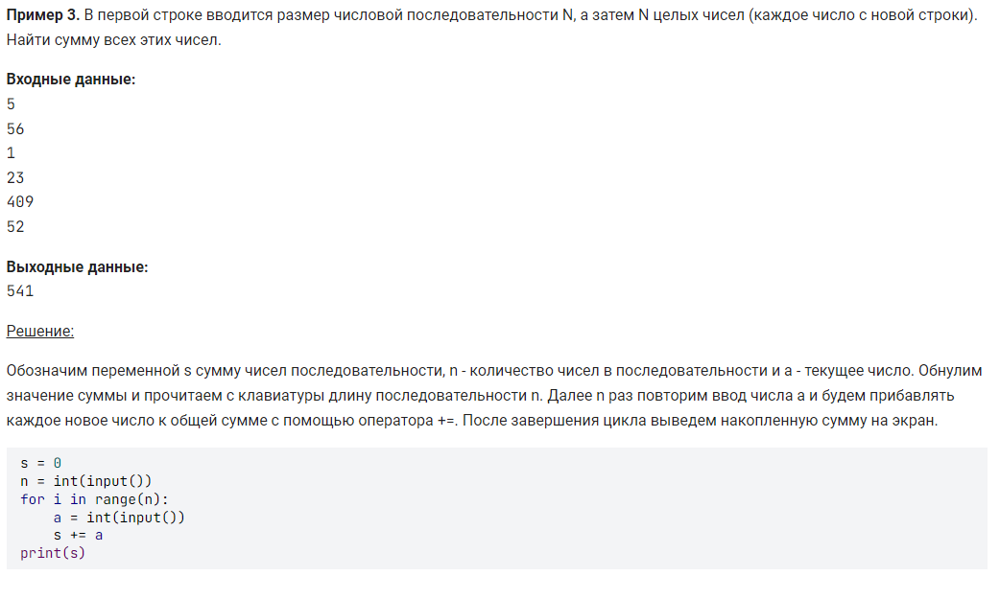 Пример 3. В первой строке вводится размер числовой последовательности N, а затем N целых чисел (каждое число с новой строки).
Найти сумму всех этих чисел.
Входные данные:
5
56
1
23
409
52
Выходные данные:
541
Решение:
Обозначим переменной s сумму чисел последовательности, n - количество чисел в последовательности и a - текущее число. Обнулим
значение суммы и прочитаем с клавиатуры длину последовательности n. Далее n раз повторим ввод числа a и будем прибавлять
каждое новое число к общей сумме с помощью оператора +=. После завершения цикла выведем накопленную сумму на экран.
s = 0
n = int(input())
for i in range(n):
    a = int(input())
    s += a
print(s)